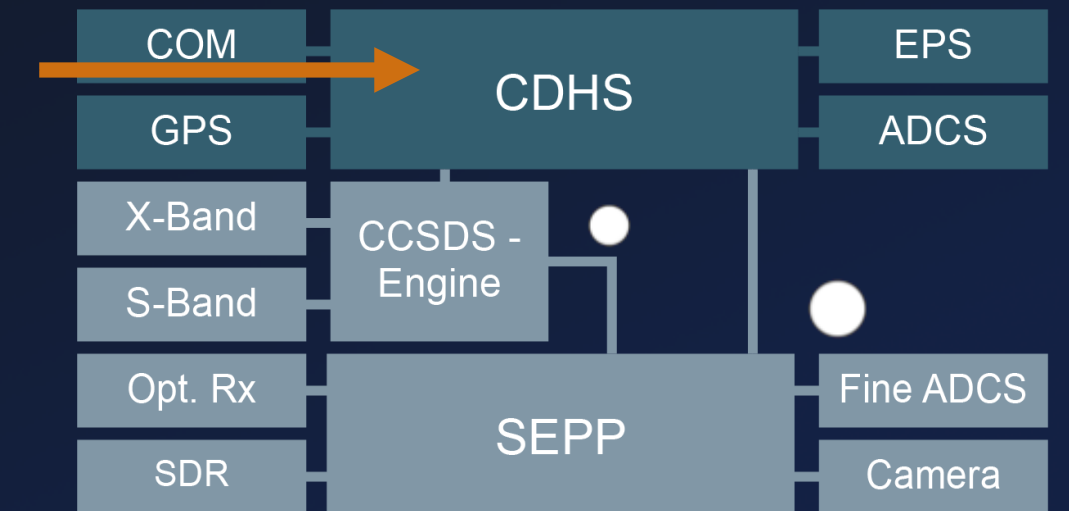 COM
CDHS
EPS
GPS
ADCS
X-Band
CCSDS -
Engine
S-Band
Opt. Rx
SEPP
Fine ADCS
SDR
Camera